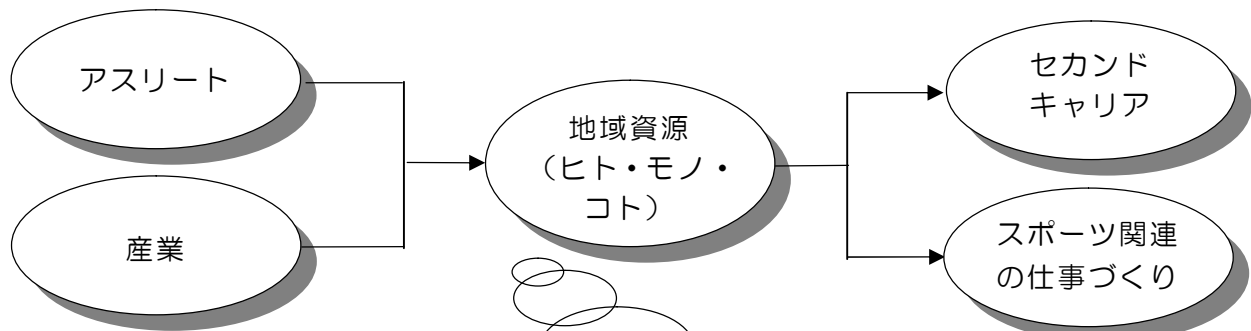 アスリート
産業
地域資源
（ヒト・モノ・
コト）
セカンド
キャリア
スポーツ関連
の仕事づくり